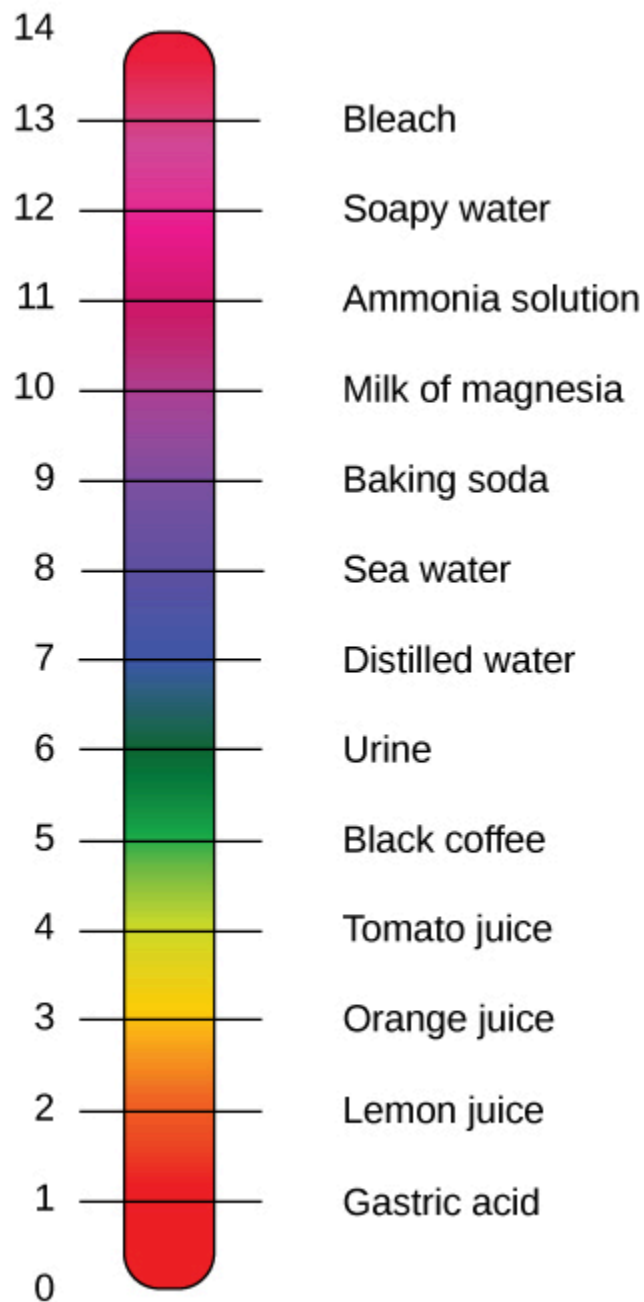 14
13 Bleach
12 Soapy water
11 Ammonia solution
10 Milk of magnesia
9 Baking soda
8 Sea water
7 Distilled water
6 Urine
5 Black coffee
4 Tomato juice
3 Orange juice
2 Lemon juice
1 Gastric acid
0